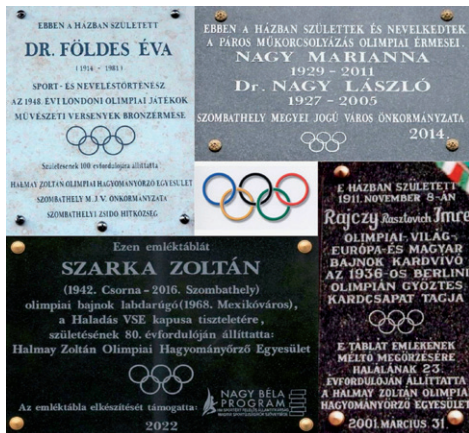 EBBEN A HÁZBAN SZÜLETETT
DR. FÖLDES ÉVA
(1914 - 1981)
SPORT- ÉS NEVELÉSTÖRTÉNÉSZ
AZ 1948. ÉVI LONDONI OLIMPIAI JÁTÉKOK
MŰVÉSZETI VERSENYEK BRONZÉRMESE
Születésének 100 évfordulójára állíttatta:
HALMAY ZOLTÁN OLIMPIAI HAGYOMÁNYŐRZŐ EGYESÜLET
SZOMBATHELY M. J. V. ÖNKORMÁNYZATA
SZOMBATHELYI ZSIDÓ HITKÖZSÉG
EBBEN A HÁZBAN SZÜLETTEK ÉS NEVELKEDTEK
A PÁROS MŰKORCSOLYÁZÁS OLIMPIAI ÉRMESEI
NAGY MARIANNA
1929 - 2011
Dr. NAGY LÁSZLÓ
1927 - 2005
SZOMBATHELY MEGYEI JOGÚ VÁROS ÖNKORMÁNYZATA
2014.
Ezen emléktáblát
SZARKA ZOLTÁN
(1942. Csorna - 2016. Szombathely)
olimpiai bajnok labdarúgó(1968. Mexikóváros),
a Haladás VSE kapusa tiszteletére,
születésének 80. évfordulóján állíttatta:
Halmay Zoltán Olimpiai Hagyományőrző Egyesület
Az emléktábla elkészítését támogatta:
NAGY BÉLA
PROGRAM
2022
E HÁZBAN SZÜLETETT
1911. NOVEMBER 8-ÁN
Rajczy Raszlovich Imre
OLIMPIAI-, VILÁG-,
EURÓPA- ÉS MAGYAR
BAJNOK KARDVÍVÓ
AZ 1936-OS BERLINI
OLIMPIÁN GYŐZTES
KARDCSAPAT TAGJA
E TÁBLÁT EMLÉKÉNEK
MÉLTÓ MEGŐRZÉSÉRE
HALÁLÁNAK 23.
ÉVFORDULÓJÁN ÁLLÍTTATTA
A HALMAY ZOLTÁN OLIMPIAI
HAGYOMÁNYŐRZŐ EGYESÜLET
2001. MÁRCIUS 31.